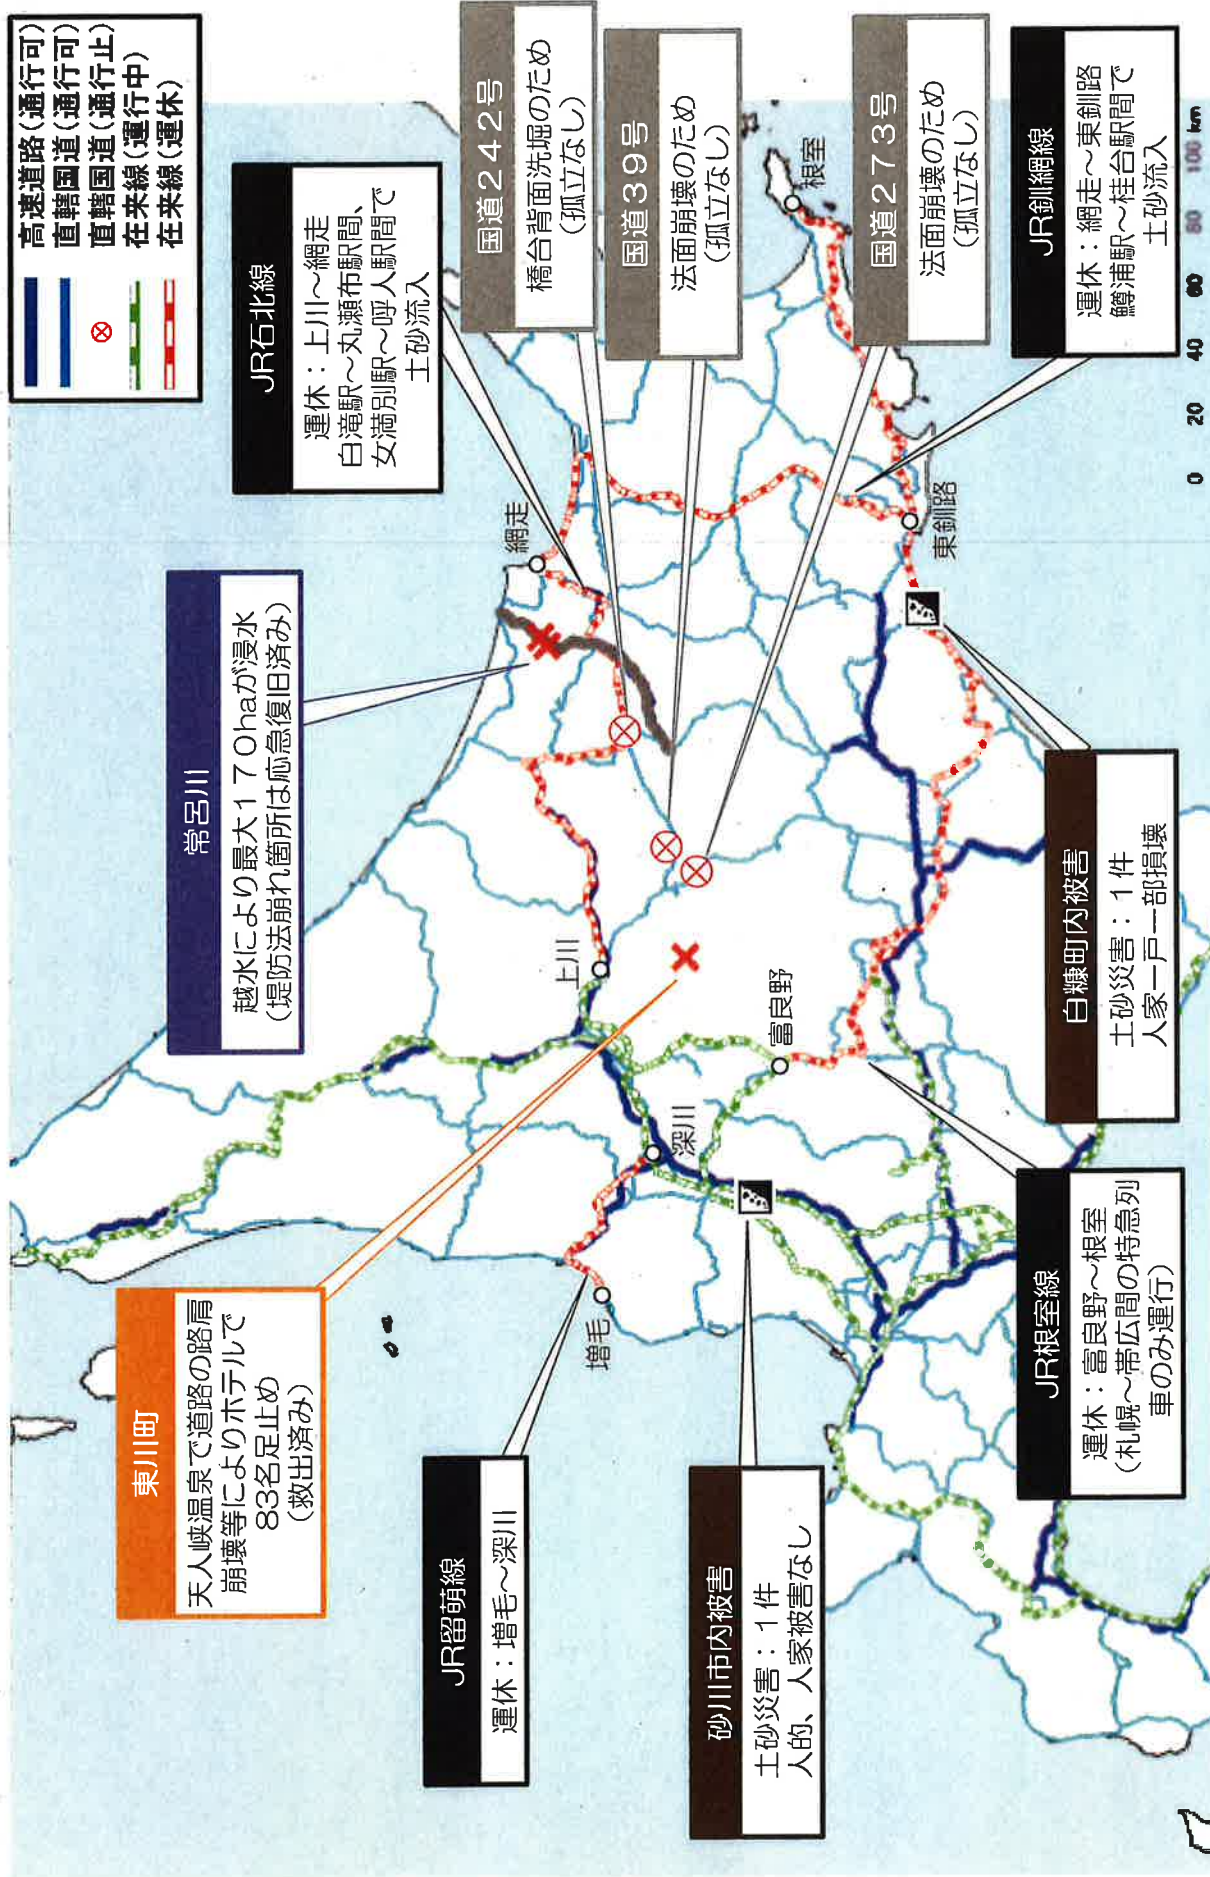 高速道路(通行可)
直轄国道(通行可)
直轄国道(通行止)
在来線(運行中)
在来線(運休)
東川町
天人峡温泉で道路の路肩
崩壊等によりホテルで
83名足止め
(救出済み)
常呂川
越水により最大170haが浸水
(堤防法崩れ箇所は応急復旧済み)
JR石北線
運休:上川~網走
白滝駅~丸瀬布駅間、
女満別駅~呼人駅間で
土砂流入
国道242号
橋台背面洗堀のため
(孤立なし)
国道39号
法面崩壊のため
(孤立なし)
国道273号
法面崩壊のため
(孤立なし)
JR釧網線
運休:網走~東釧路
鱒浦駅~桂台駅間で
土砂流入
JR留萌線
運休:増毛~深川
砂川市内被害
土砂災害:1件
人的、人家被害なし
JR根室線
運休:富良野~根室
(札幌~帯広間の特急列
車のみ運行)
白糠町内被害
土砂災害:1件
人家一戸一部損壊
網走
上川
増毛
深川
富良野
東釧路
根室
0 20 40 60 80 100 km